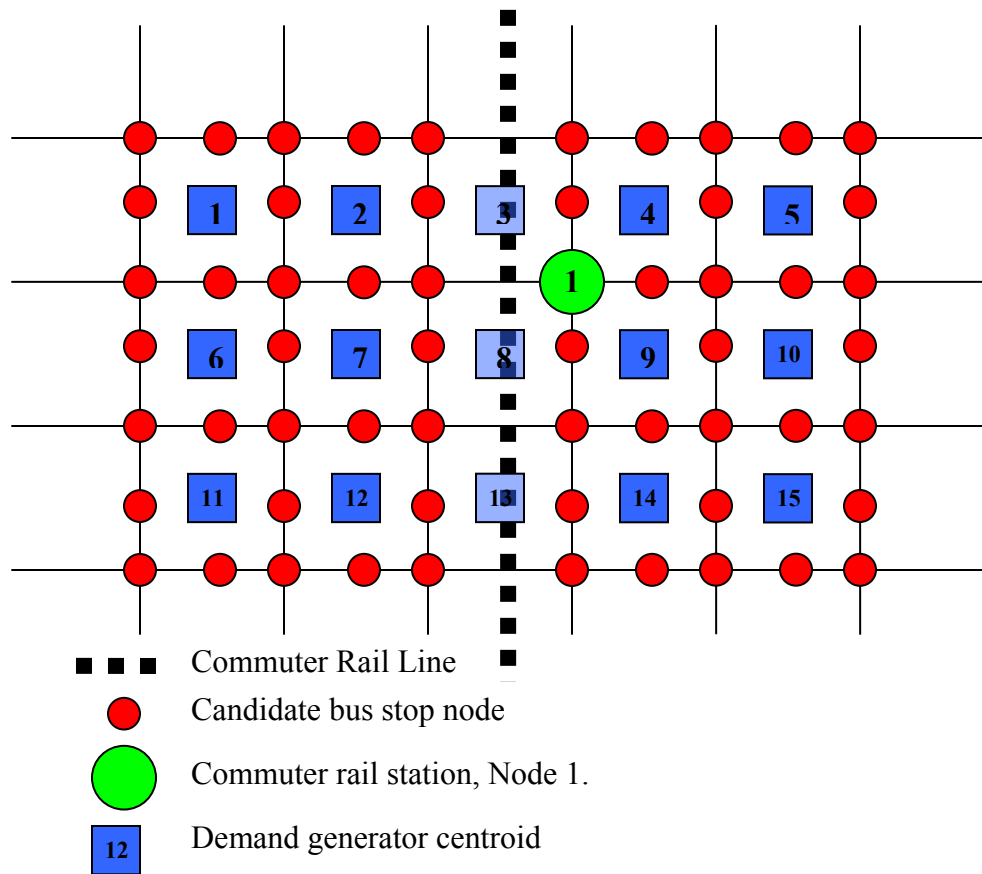 1 2 3 4 5
1
6 7 8 9 10
11 12 13 14 15
Commuter Rail Line
Candidate bus stop node
Commuter rail station, Node 1.
12 Demand generator centroid